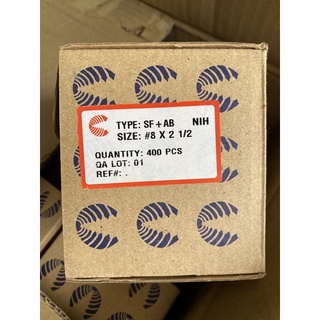 TYPE: SF+AB NIH
SIZE: #8 X 2 1/2
QUANTITY: 400 PCS
QA LOT: 01
REF#: .